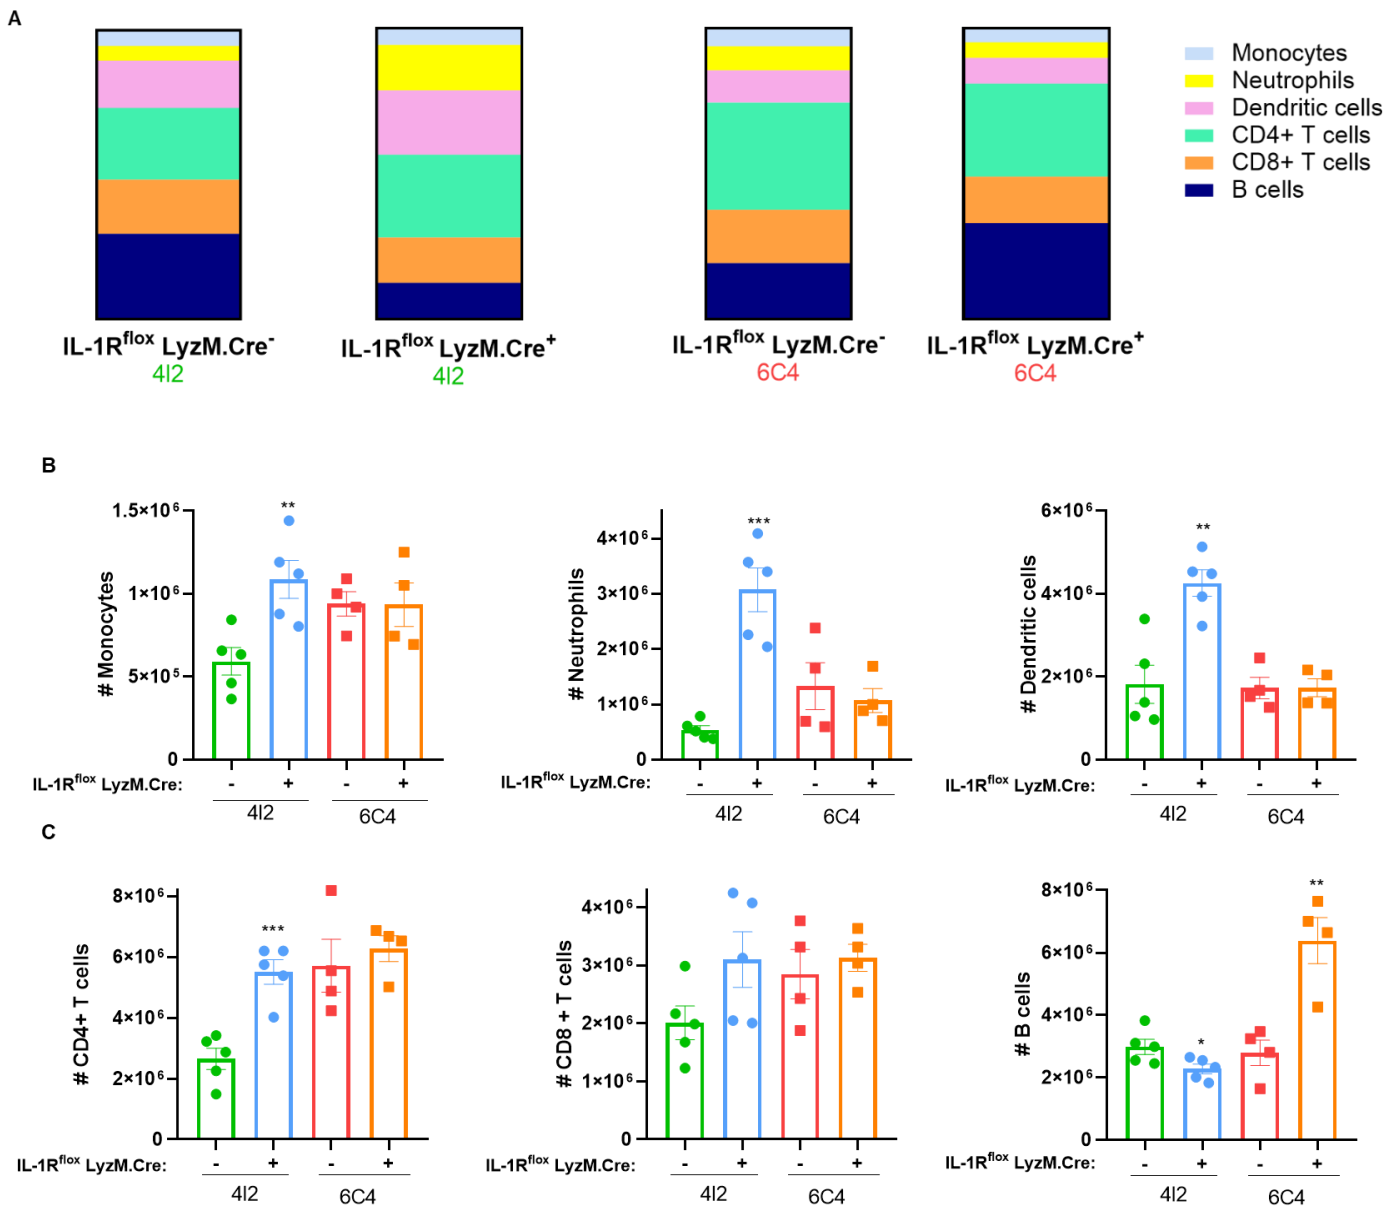 A
Monocytes
Neutrophils
Dendritic cells
CD4+ T cells
CD8+ T cells
B cells
IL-1Rflox LyzM.Cre- IL-1Rflox LyzM.Cre+ IL-1Rflox LyzM.Cre- IL-1Rflox LyzM.Cre+
4I2 4I2 6C4 6C4
B
# Monocytes
1.5×10⁶
1×10⁶
5×10⁵
0
**
IL-1Rflox LyzM.Cre: - + - +
4I2 6C4
# Neutrophils
4×10⁶
3×10⁶
2×10⁶
1×10⁶
0
***
IL-1Rflox LyzM.Cre: - + - +
4I2 6C4
# Dendritic cells
6×10⁶
4×10⁶
2×10⁶
0
**
IL-1Rflox LyzM.Cre: - + - +
4I2 6C4
C
# CD4+ T cells
8×10⁶
6×10⁶
4×10⁶
2×10⁶
0
***
IL-1Rflox LyzM.Cre: - + - +
4I2 6C4
# CD8 + T cells
4×10⁶
3×10⁶
2×10⁶
1×10⁶
0
IL-1Rflox LyzM.Cre: - + - +
4I2 6C4
# B cells
8×10⁶
6×10⁶
4×10⁶
2×10⁶
0
*
**
IL-1Rflox LyzM.Cre: - + - +
4I2 6C4